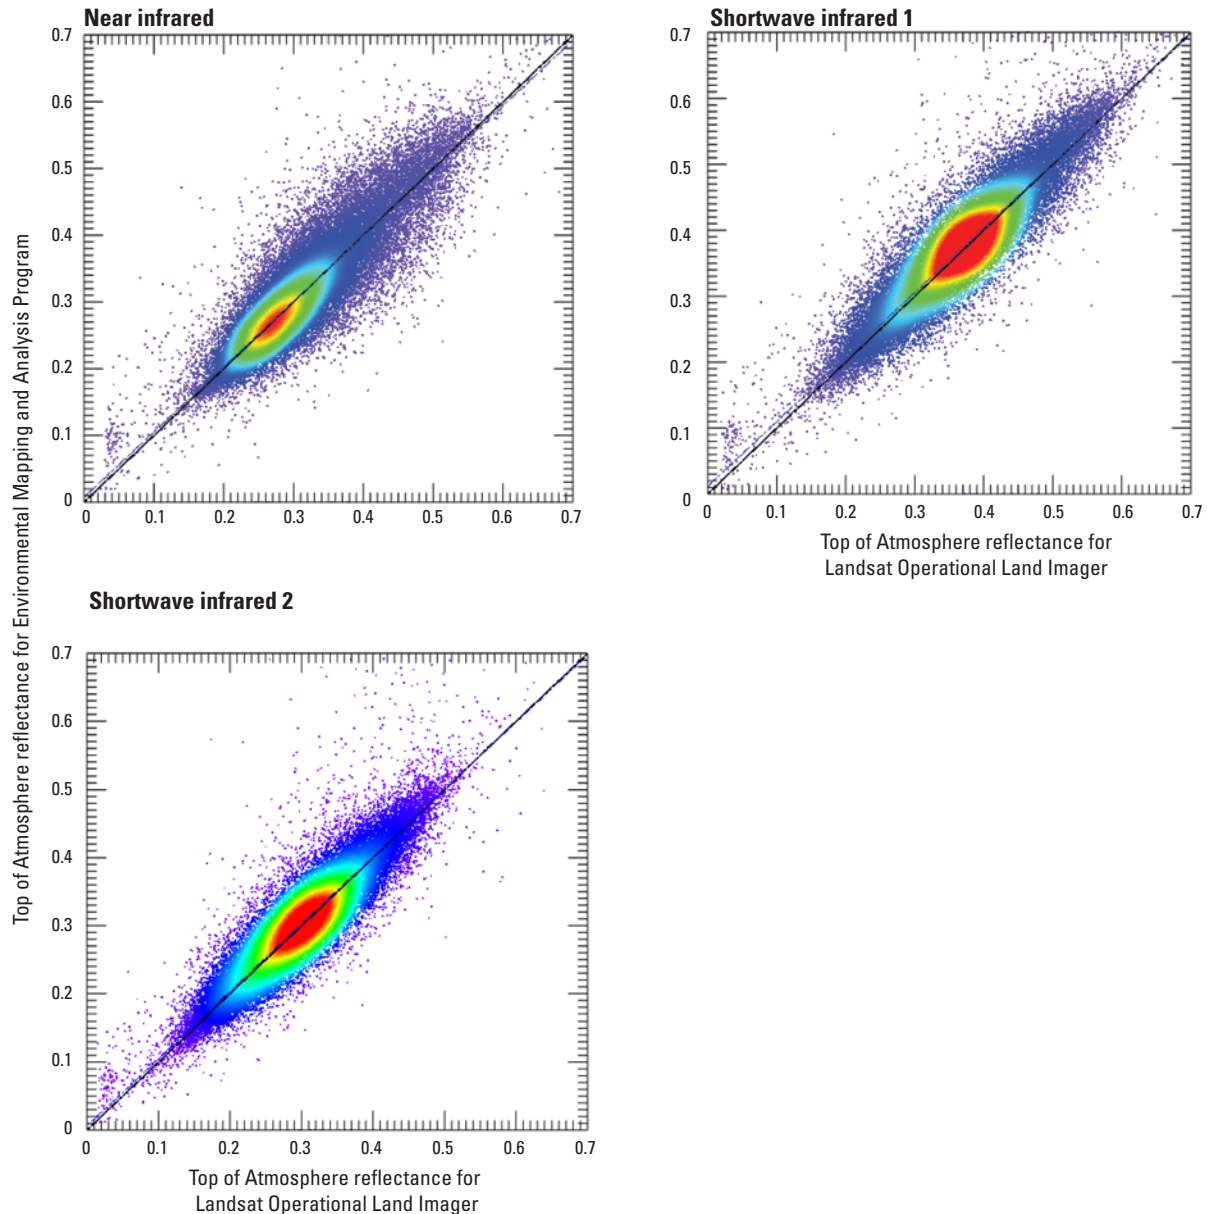 Near infrared
0.7
0.6
0.5
0.4
0.3
0.2
0.1
0
0 0.1 0.2 0.3 0.4 0.5 0.6 0.7
Shortwave infrared 1
0.7
0.6
0.5
0.4
0.3
0.2
0.1
0
0 0.1 0.2 0.3 0.4 0.5 0.6 0.7
Top of Atmosphere reflectance for
Landsat Operational Land Imager
Top of Atmosphere reflectance for Environmental Mapping and Analysis Program
Shortwave infrared 2
0.7
0.6
0.5
0.4
0.3
0.2
0.1
0
0 0.1 0.2 0.3 0.4 0.5 0.6 0.7
Top of Atmosphere reflectance for
Landsat Operational Land Imager